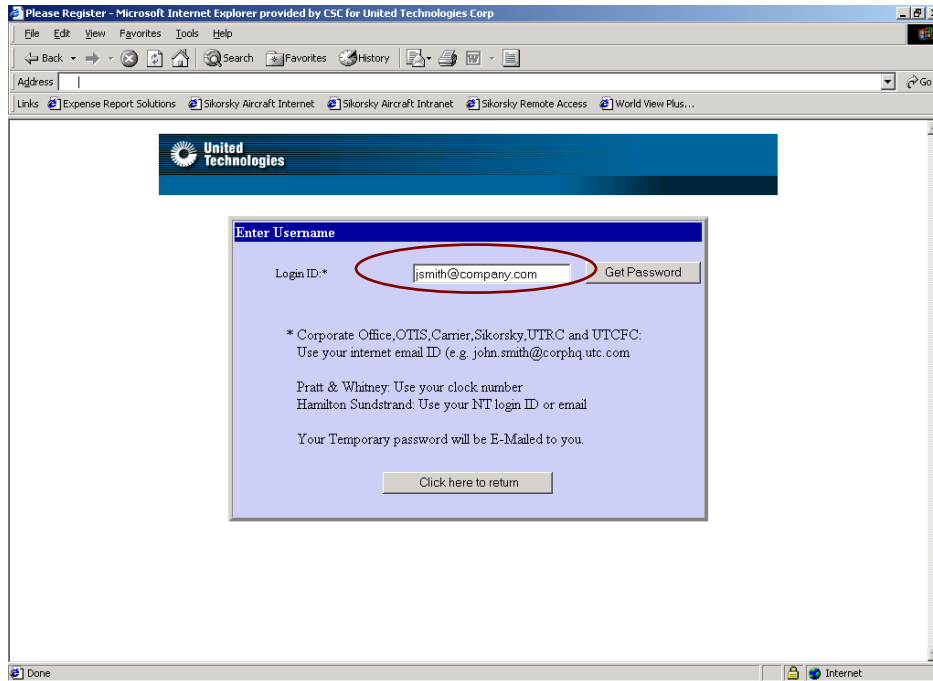 Please Register - Microsoft Internet Explorer provided by CSC for United Technologies Corp
File Edit View Favorites Tools Help
Back Search Favorites History
Address Go
Links Expense Report Solutions Sikorsky Aircraft Internet Sikorsky Aircraft Intranet Sikorsky Remote Access World View Plus...
United
Technologies
Enter Username
Login ID:* jsmith@company.com Get Password
* Corporate Office,OTIS,Carrier,Sikorsky,UTRC and UTCFC:
Use your internet email ID (e.g. john.smith@corphq.utc.com
Pratt & Whitney: Use your clock number
Hamilton Sundstrand: Use your NT login ID or email
Your Temporary password will be E-Mailed to you.
Click here to return
Done Internet